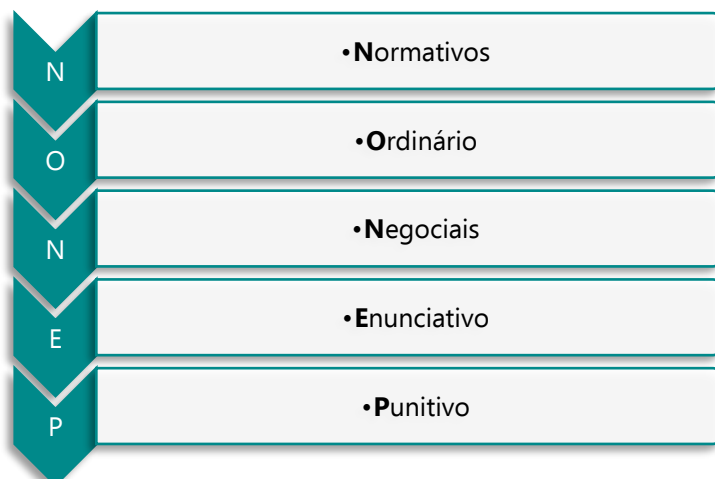 N
•Normativos
O
•Ordinário
N
•Negociais
E
•Enunciativo
P
•Punitivo